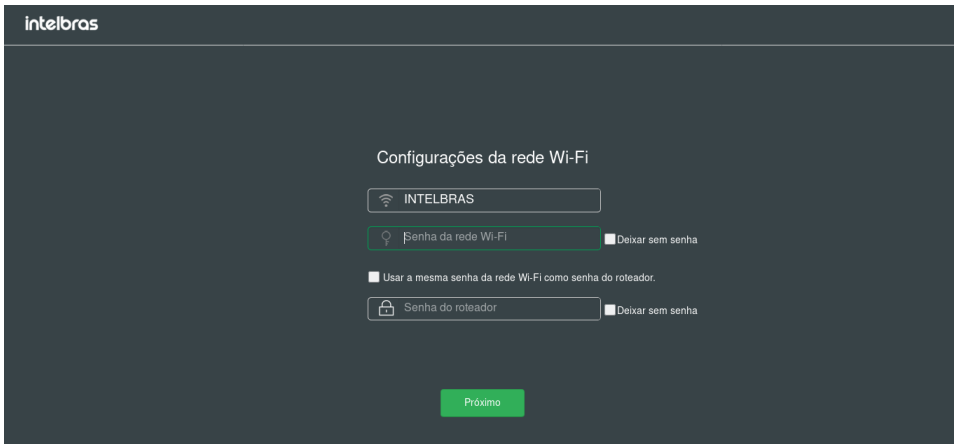 intelbras
Configurações da rede Wi-Fi
INTELBRAS
Senha da rede Wi-Fi Deixar sem senha
Usar a mesma senha da rede Wi-Fi como senha do roteador.
Senha do roteador Deixar sem senha
Próximo